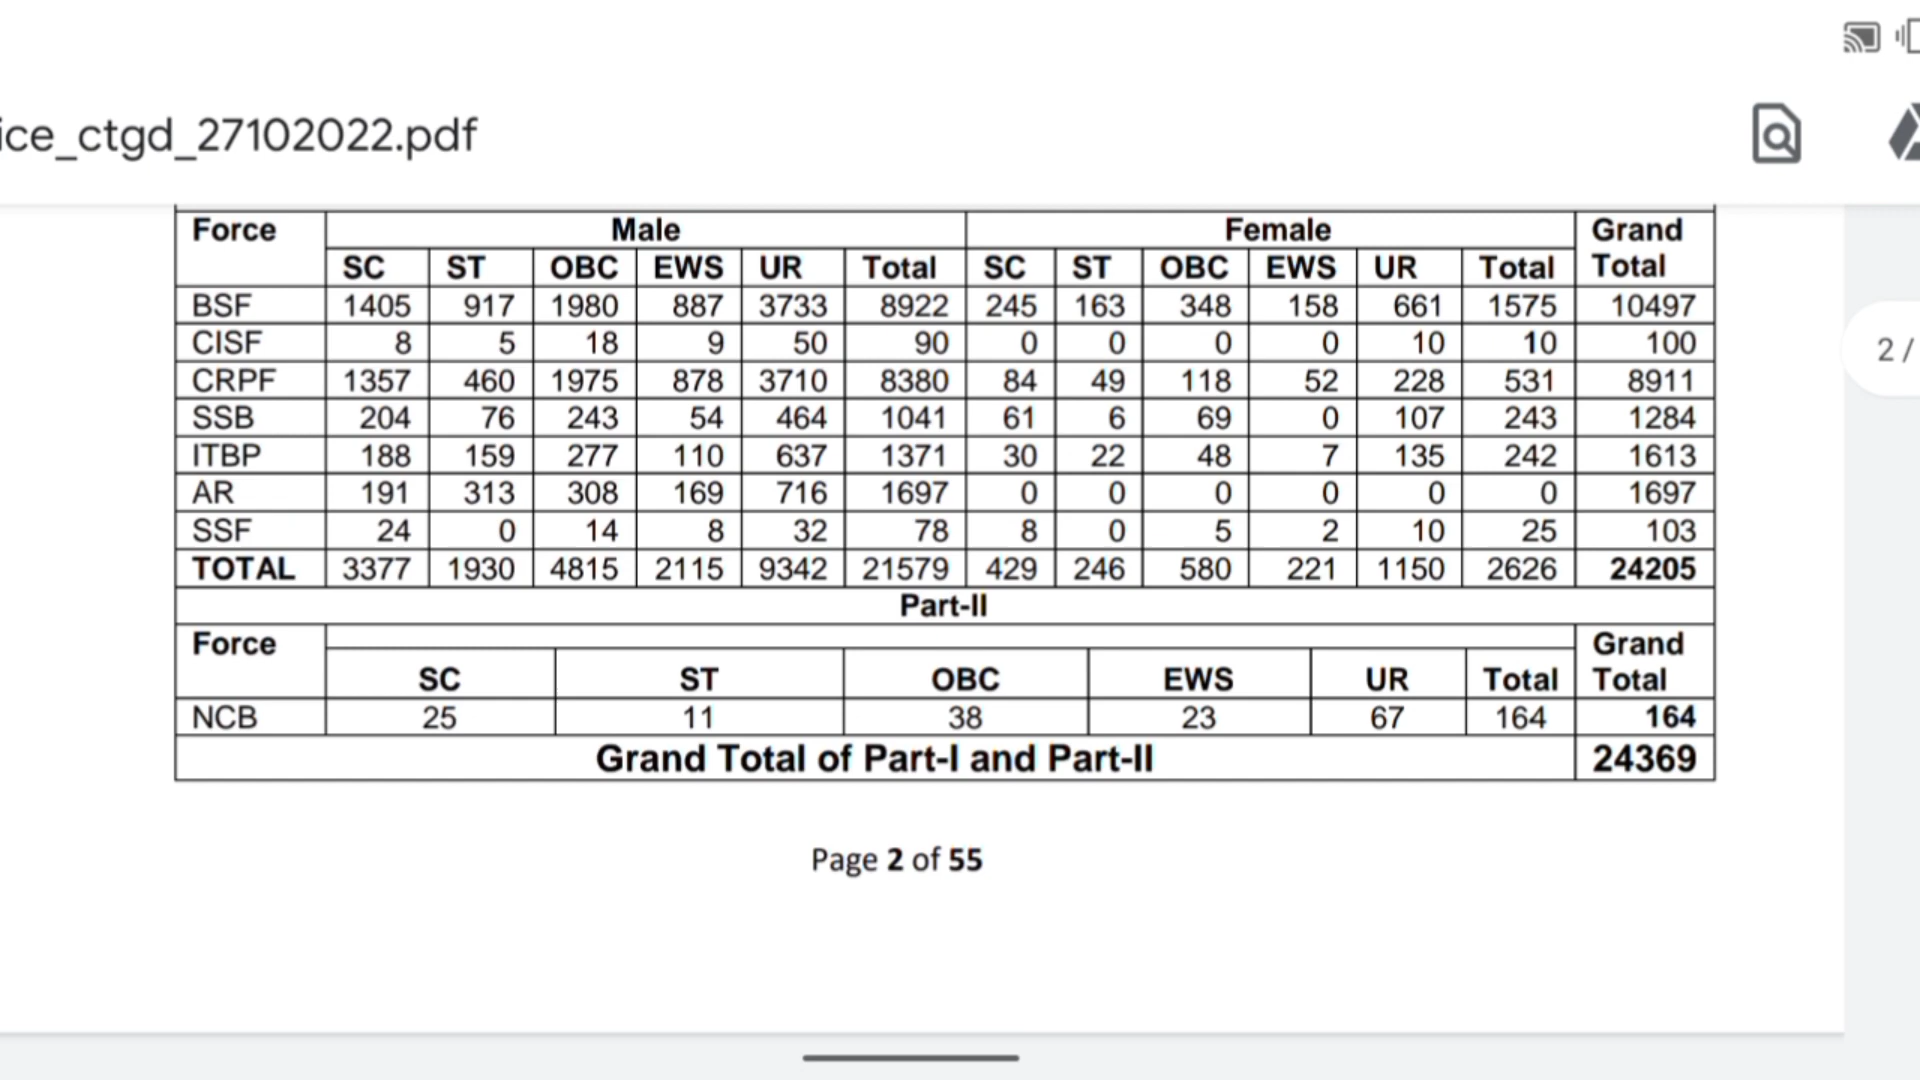 ice_ctgd_27102022.pdf
2 /
Force Male Female Grand Total
SC ST OBC EWS UR Total SC ST OBC EWS UR Total
BSF 1405 917 1980 887 3733 8922 245 163 348 158 661 1575 10497
CISF 8 5 18 9 50 90 0 0 0 0 10 10 100
CRPF 1357 460 1975 878 3710 8380 84 49 118 52 228 531 8911
SSB 204 76 243 54 464 1041 61 6 69 0 107 243 1284
ITBP 188 159 277 110 637 1371 30 22 48 7 135 242 1613
AR 191 313 308 169 716 1697 0 0 0 0 0 0 1697
SSF 24 0 14 8 32 78 8 0 5 2 10 25 103
TOTAL 3377 1930 4815 2115 9342 21579 429 246 580 221 1150 2626 24205
Part-II
Force Grand Total
SC ST OBC EWS UR Total
NCB 25 11 38 23 67 164 164
Grand Total of Part-I and Part-II 24369
Page 2 of 55